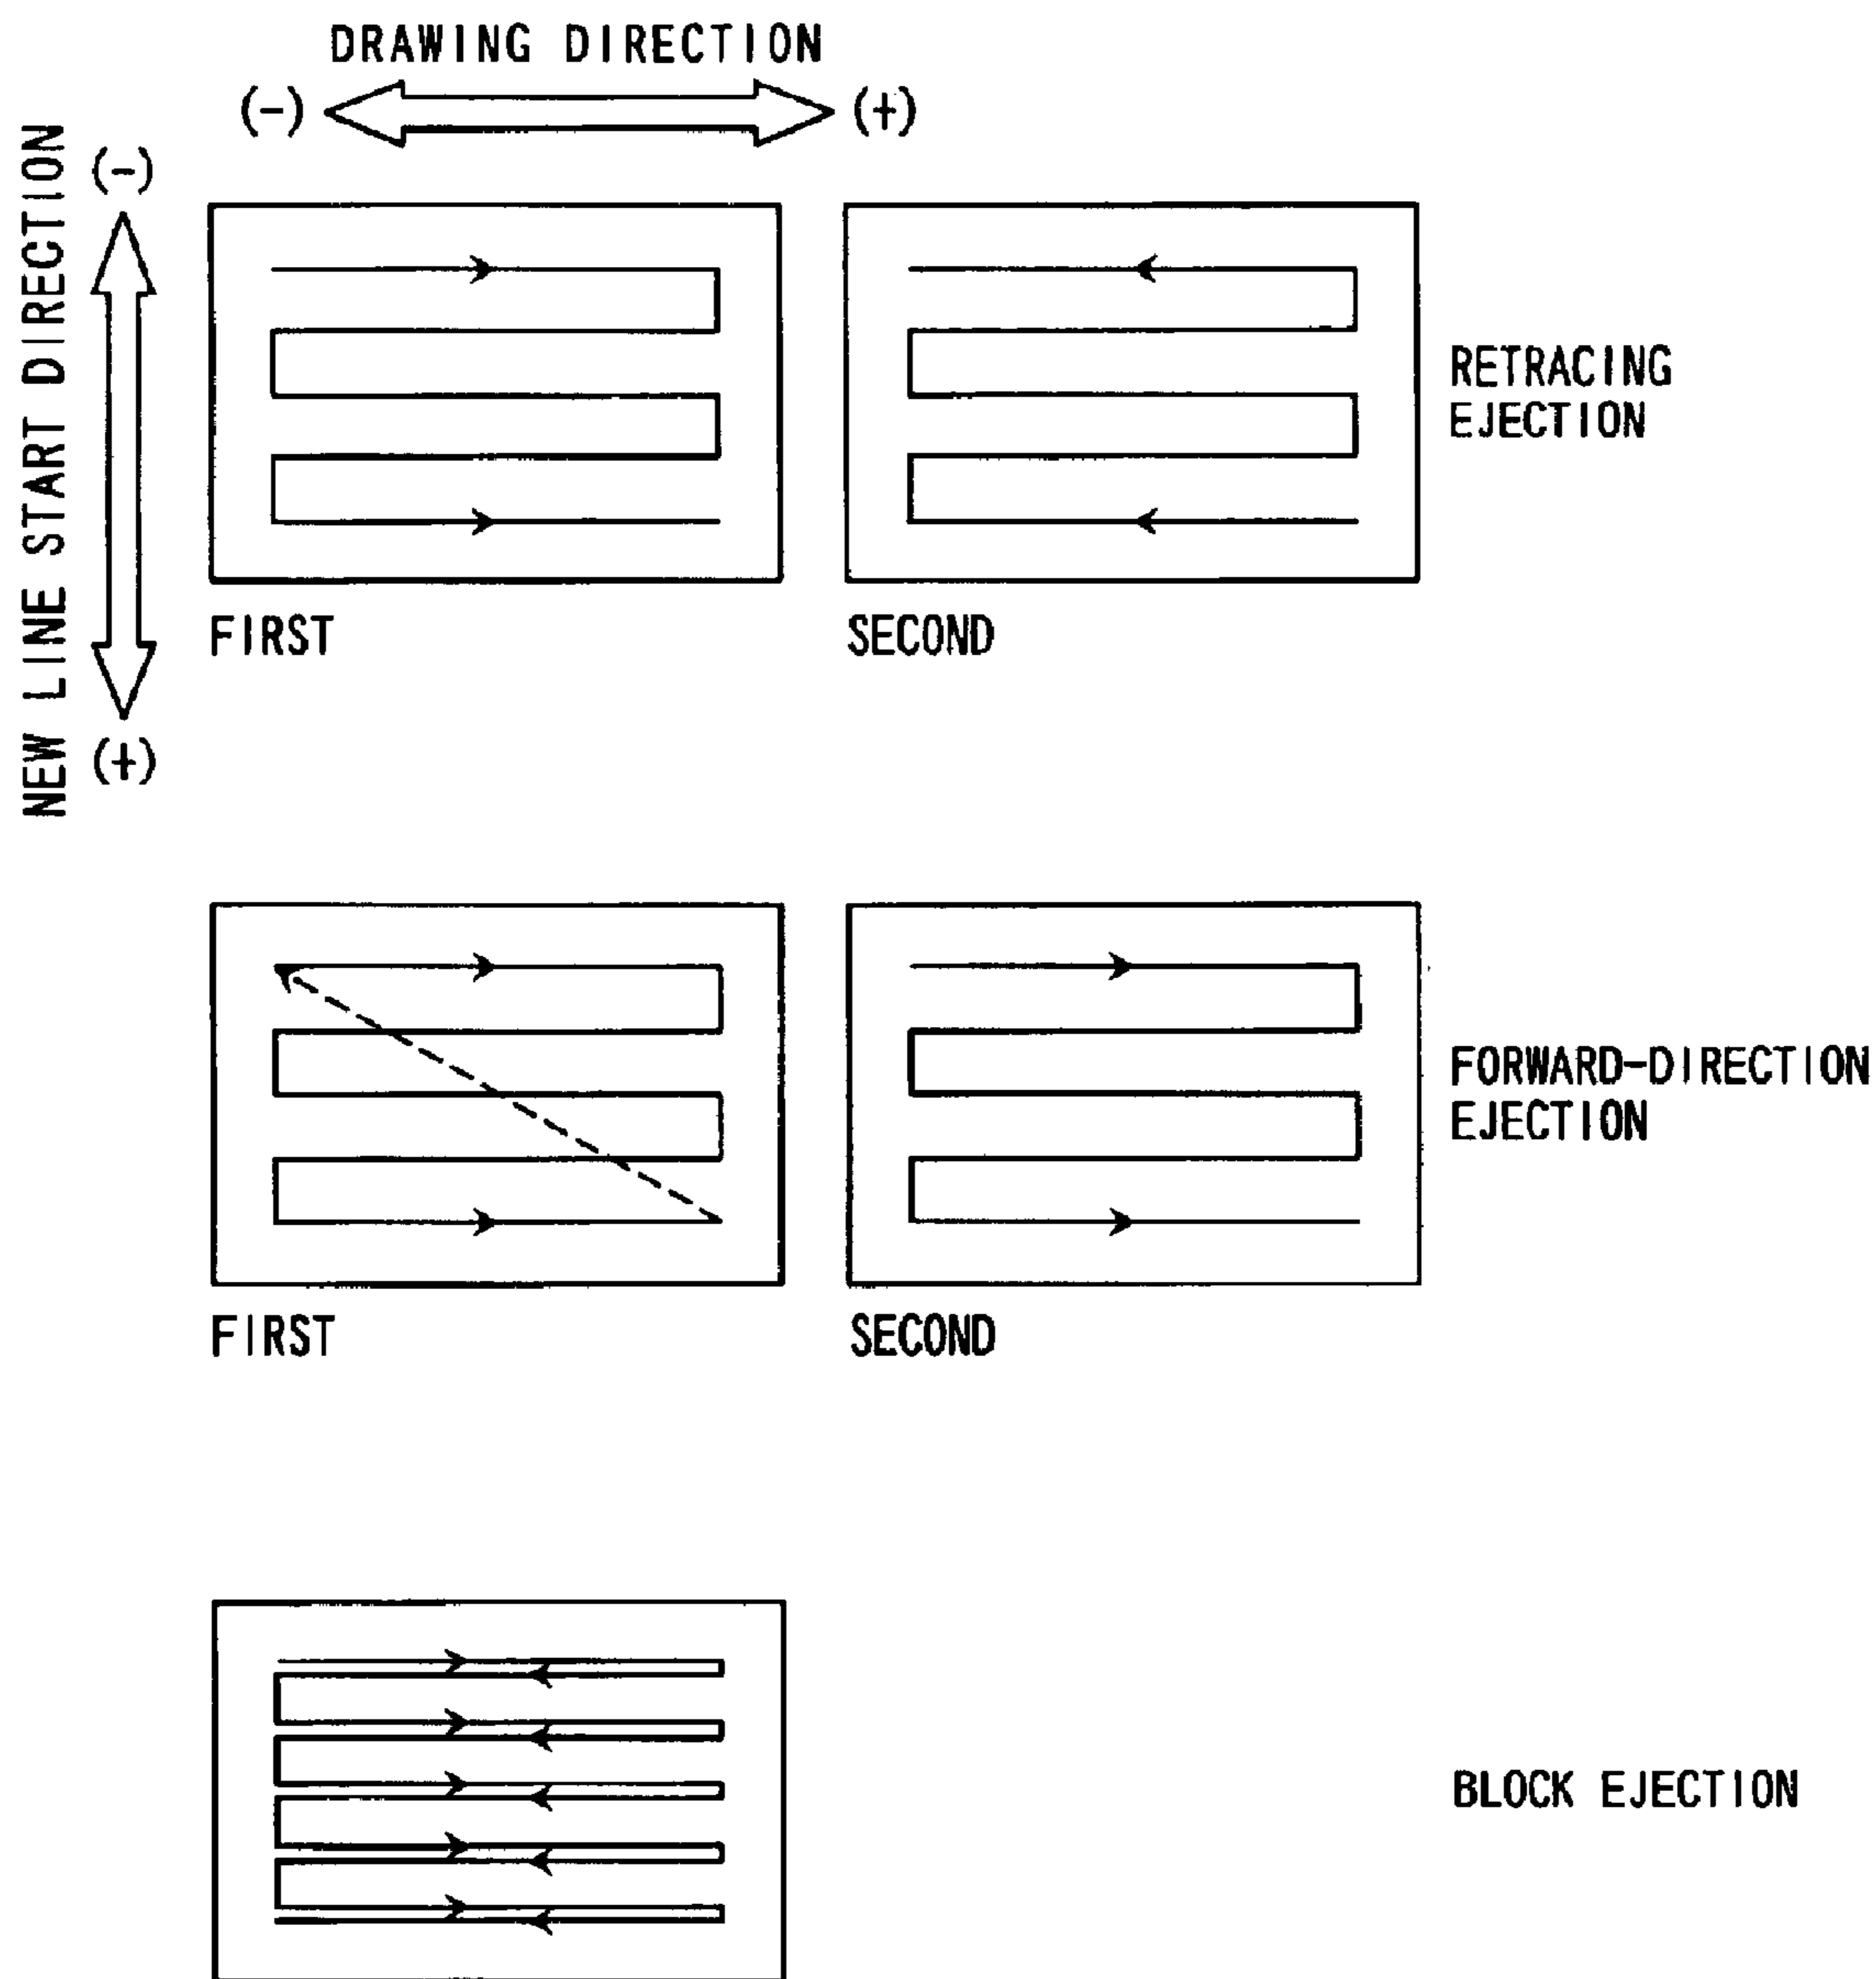 DRAWING DIRECTION
(-) (+)
NEW LINE START DIRECTION
(-)
(+)
RETRACING
EJECTION
FIRST
SECOND
FORWARD-DIRECTION
EJECTION
FIRST
SECOND
BLOCK EJECTION